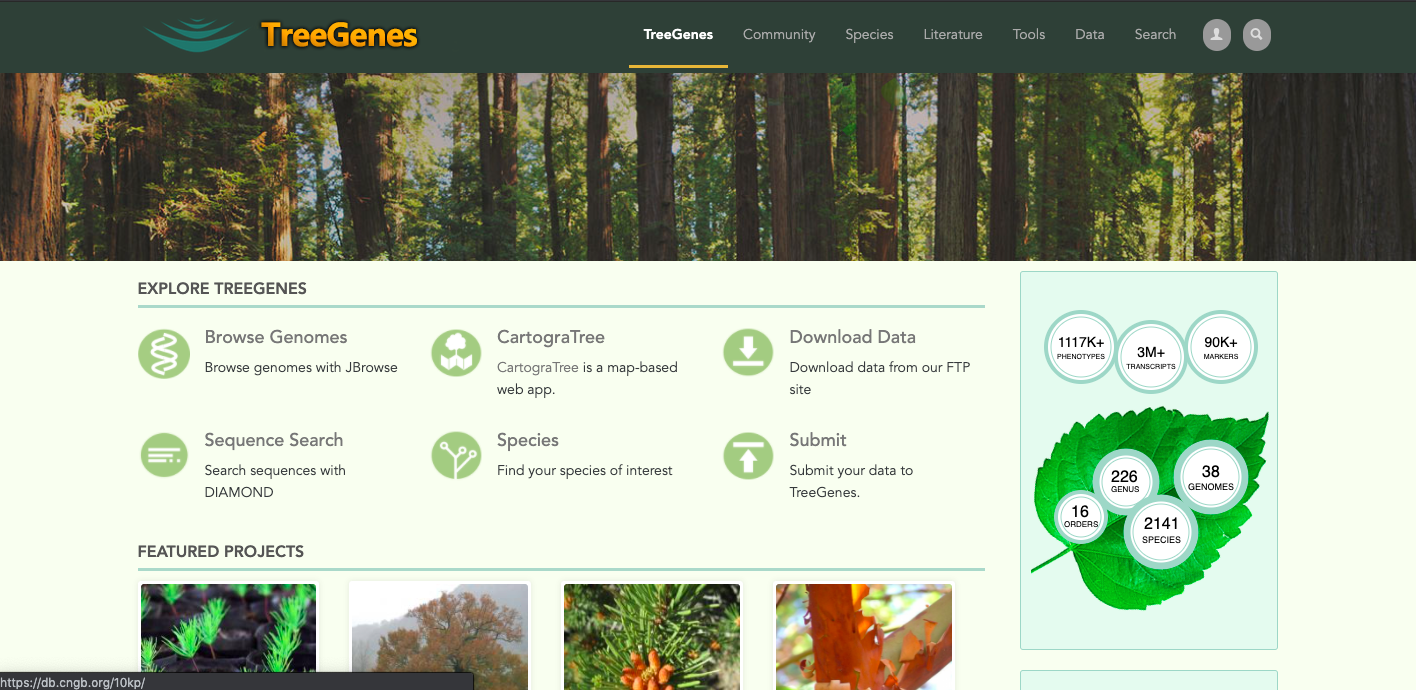 TreeGenes
TreeGenes Community Species Literature Tools Data Search
EXPLORE TREEGENES
Browse Genomes
Browse genomes with JBrowse
CartograTree
CartograTree is a map-based
web app.
Download Data
Download data from our FTP
site
Sequence Search
Search sequences with
DIAMOND
Species
Find your species of interest
Submit
Submit your data to
TreeGenes.
FEATURED PROJECTS
1117K+
PHENOTYPES
3M+
TRANSCRIPTS
90K+
MARKERS
226
GENUS
38
GENOMES
16
ORDERS
2141
SPECIES
https://db.cngb.org/10kp/